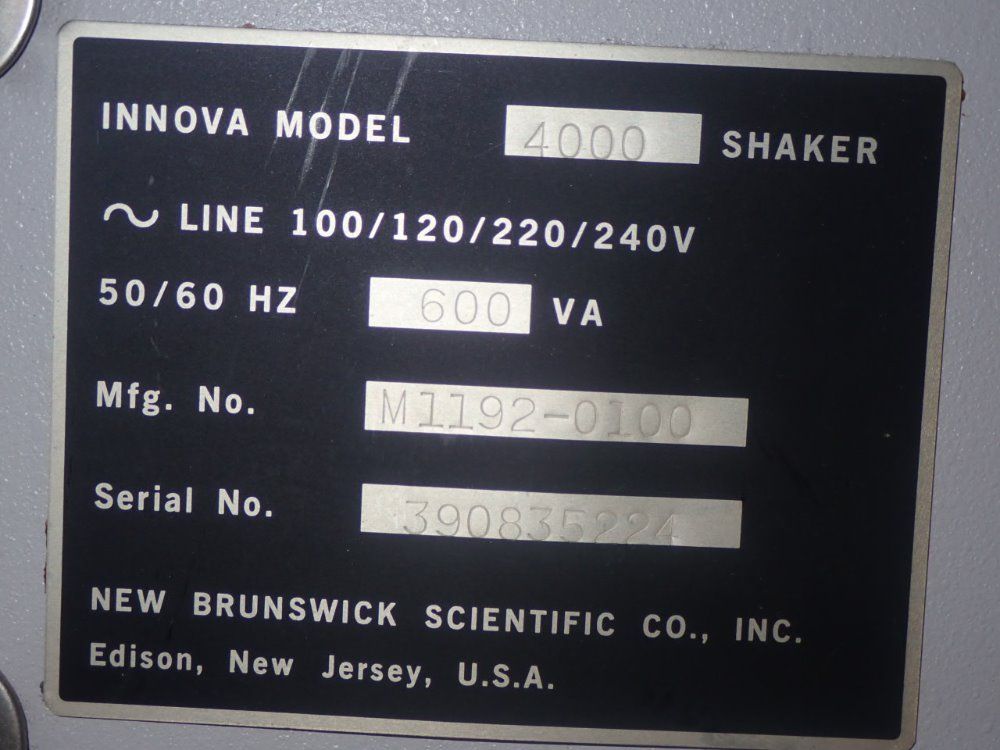 INNOVA MODEL 4000 SHAKER
~ LINE 100/120/220/240V
50/60 HZ 600 VA
Mfg. No. M1192-0100
Serial No. 390835224
NEW BRUNSWICK SCIENTIFIC CO., INC.
Edison, New Jersey, U.S.A.